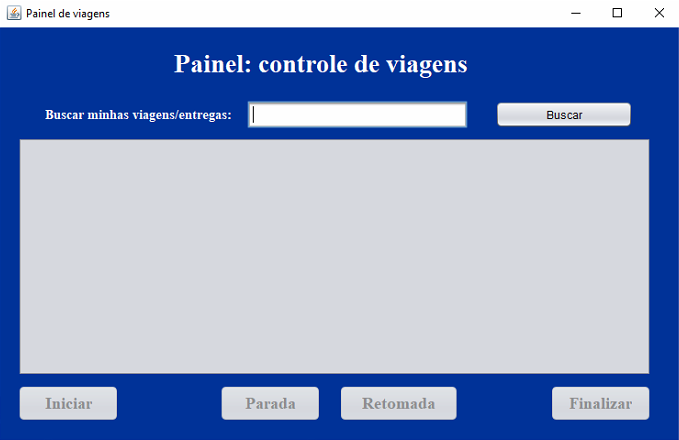 Painel de viagens
Painel: controle de viagens
Buscar minhas viagens/entregas:
Buscar
Iniciar
Parada
Retomada
Finalizar